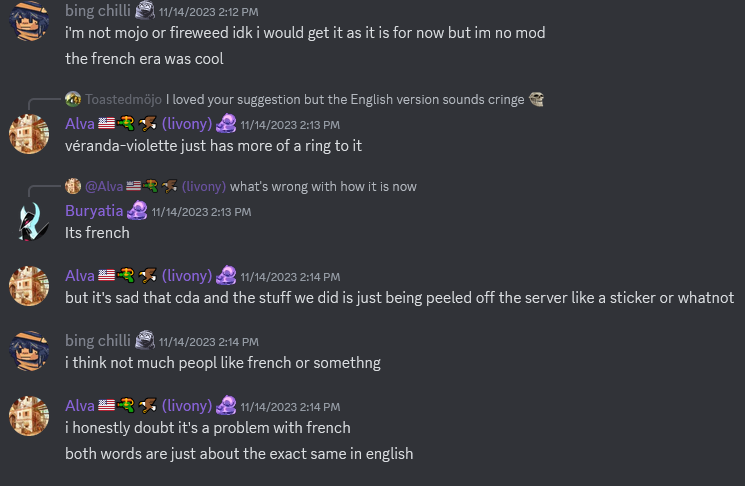 bing chilli 11/14/2023 2:12 PM
i'm not mojo or fireweed idk i would get it as it is for now but im no mod
the french era was cool
Toastedmöjo I loved your suggestion but the English version sounds cringe
Alva (livony) 11/14/2023 2:13 PM
véranda-violette just has more of a ring to it
@Alva (livony) what's wrong with how it is now
Buryatia 11/14/2023 2:13 PM
Its french
Alva (livony) 11/14/2023 2:14 PM
but it's sad that cda and the stuff we did is just being peeled off the server like a sticker or whatnot
bing chilli 11/14/2023 2:14 PM
i think not much peopl like french or somethng
Alva (livony) 11/14/2023 2:14 PM
i honestly doubt it's a problem with french
both words are just about the exact same in english